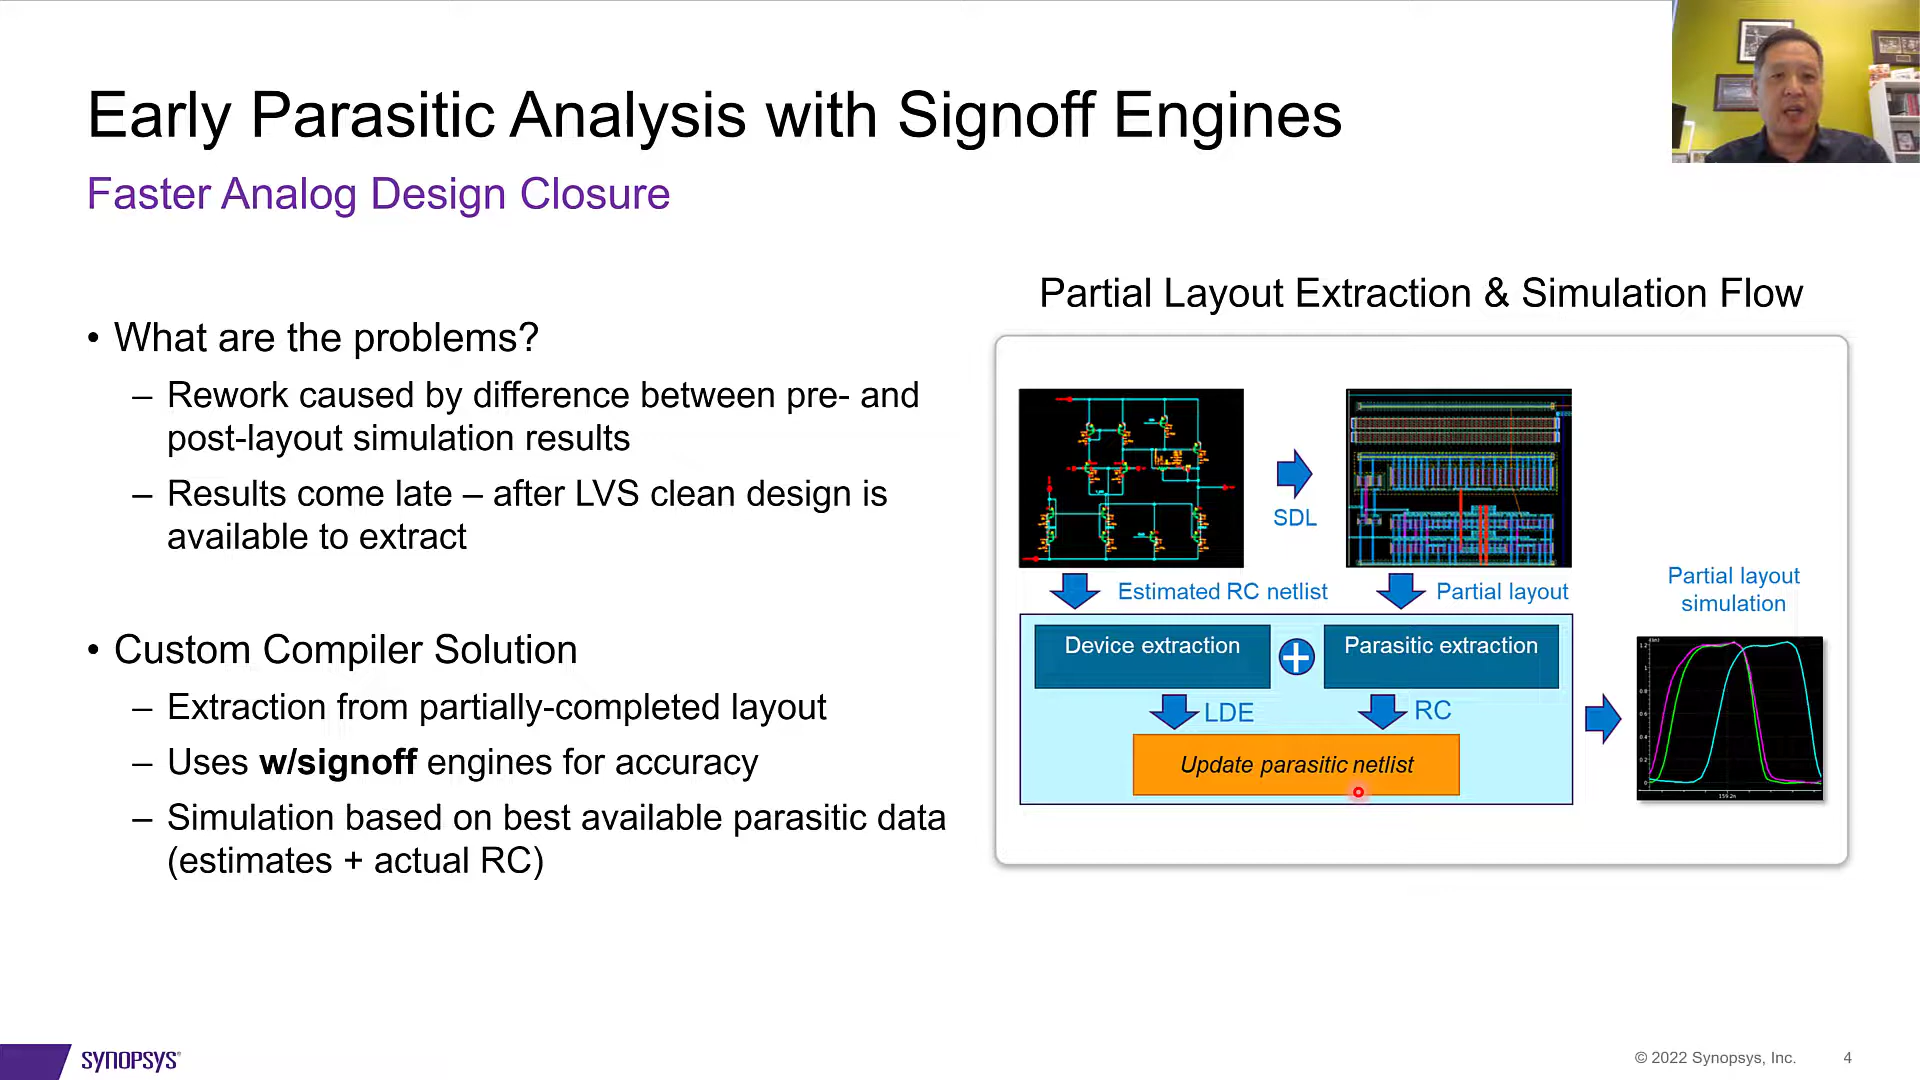 Early Parasitic Analysis with Signoff Engines
Faster Analog Design Closure
• What are the problems?
– Rework caused by difference between pre- and
post-layout simulation results
– Results come late – after LVS clean design is
available to extract
• Custom Compiler Solution
– Extraction from partially-completed layout
– Uses w/signoff engines for accuracy
– Simulation based on best available parasitic data
(estimates + actual RC)
Partial Layout Extraction & Simulation Flow
SDL
Estimated RC netlist
Partial layout
Device extraction
Parasitic extraction
LDE
RC
Update parasitic netlist
Partial layout
simulation
SYNOPSYS®
© 2022 Synopsys, Inc.
4